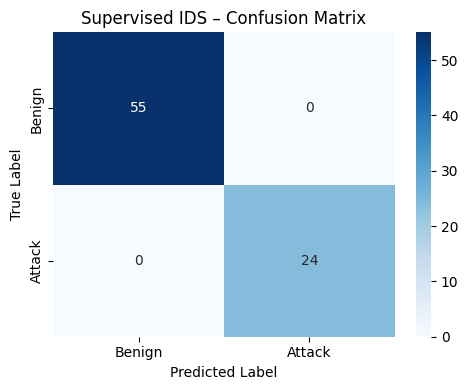 Supervised IDS – Confusion Matrix
True Label
Benign
Attack
55
0
0
24
Benign
Attack
Predicted Label
50
40
30
20
10
0